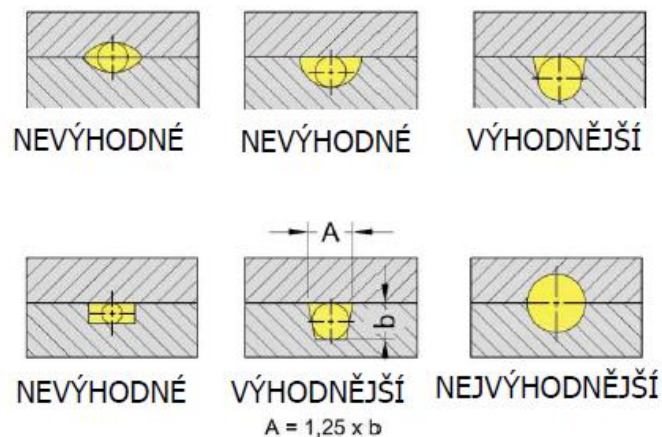 NEVÝHODNÉ NEVÝHODNÉ VÝHODNĚJŠÍ
A
b
NEVÝHODNÉ VÝHODNĚJŠÍ NEJVÝHODNĚJŠÍ
A = 1,25 x b